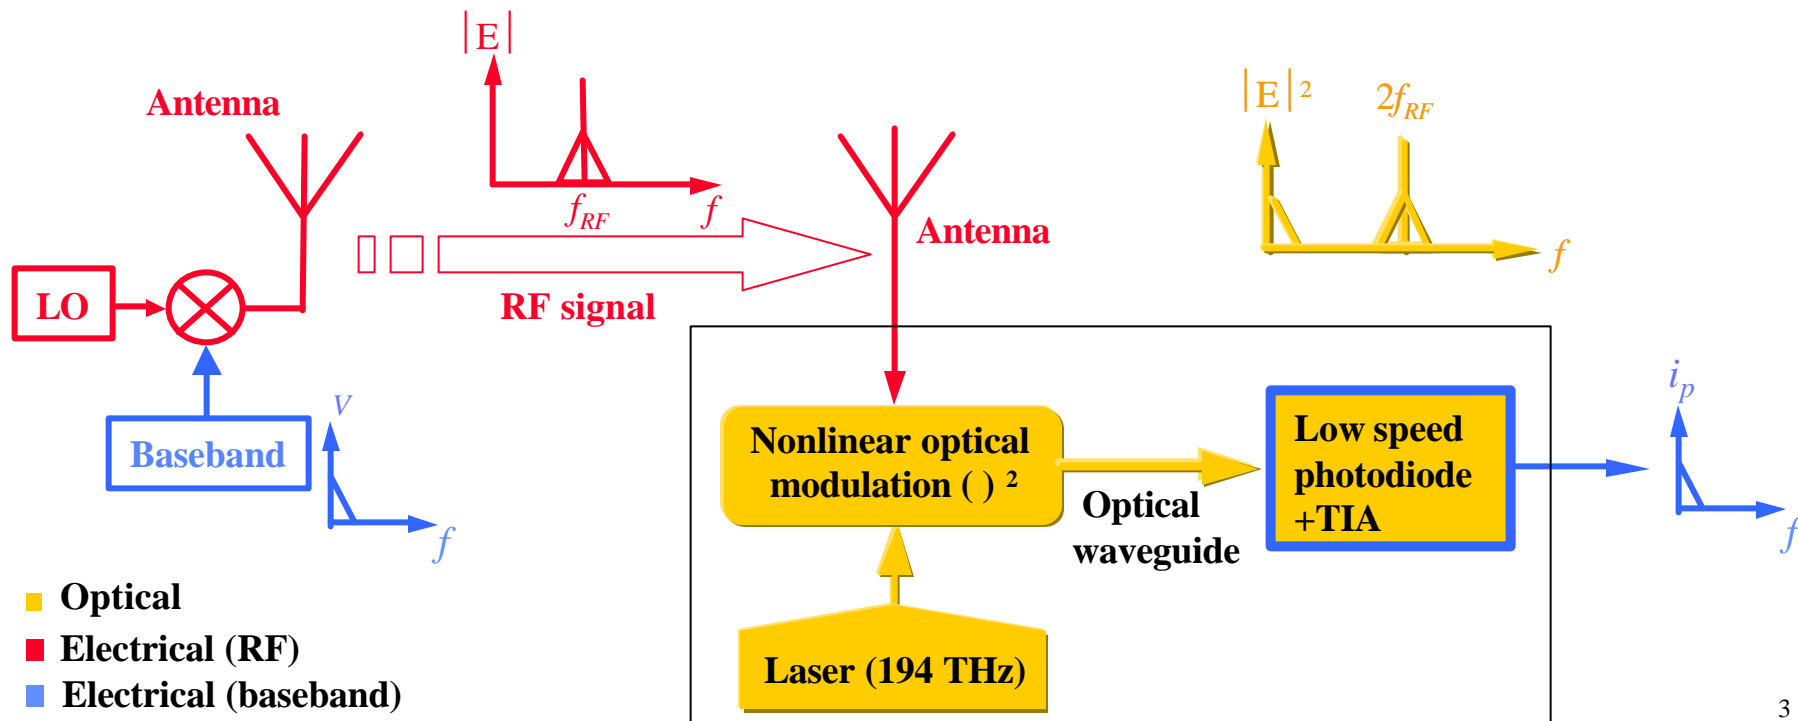 |E|
Antenna
f_RF
f
RF signal
LO
Baseband
V
f
Antenna
|E|²
2f_RF
f
Nonlinear optical
modulation ( ) ²
Optical
waveguide
Low speed
photodiode
+TIA
i_p
f
Laser (194 THz)
Optical
Electrical (RF)
Electrical (baseband)
3